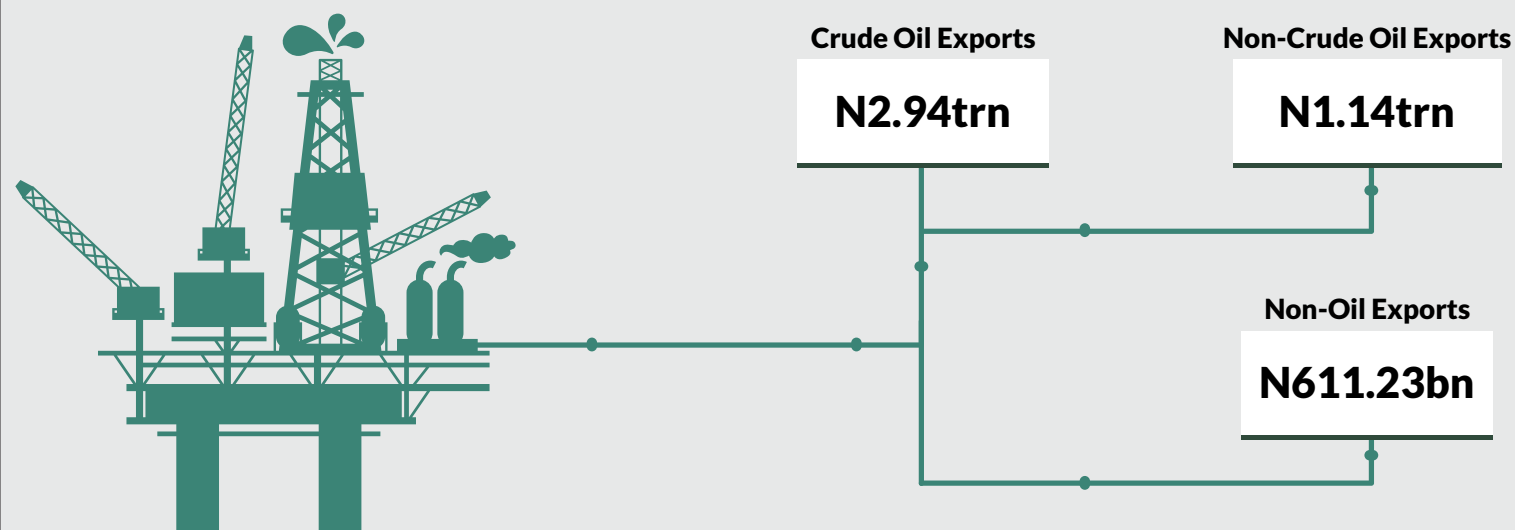 Crude Oil Exports
N2.94trn
Non-Crude Oil Exports
N1.14trn
Non-Oil Exports
N611.23bn